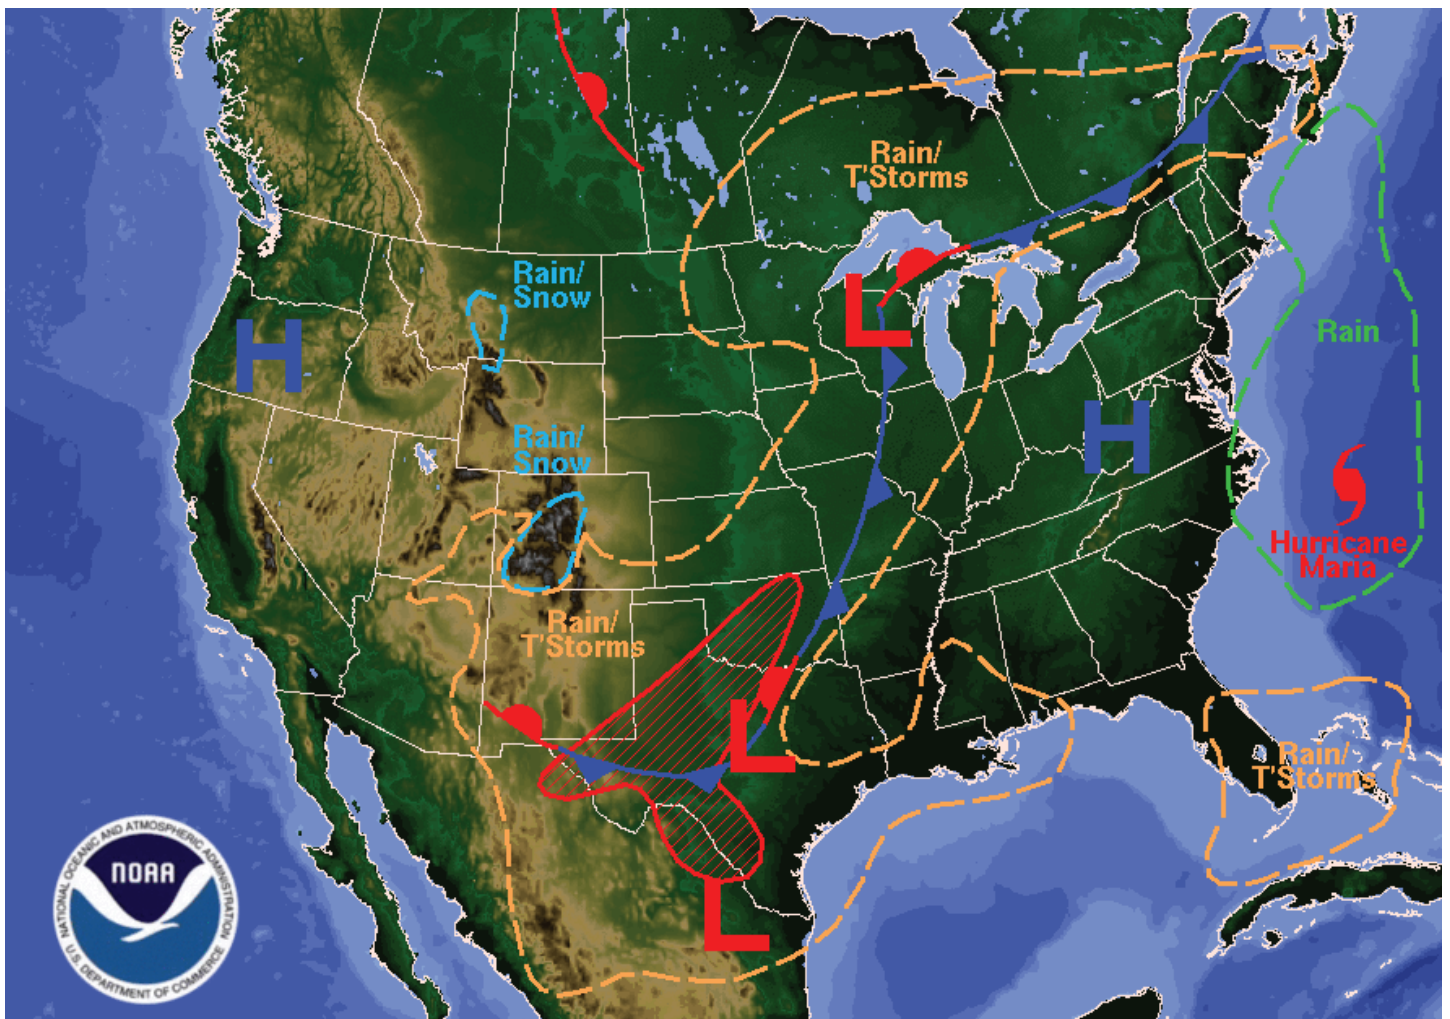 Rain/
T'Storms
Rain/
Snow
H
L
Rain
Rain/
Snow
H
Hurricane
Maria
Rain/
T'Storms
L
Rain/
T'Storms
L
NATIONAL OCEANIC AND ATMOSPHERIC ADMINISTRATION
NOAA
U.S. DEPARTMENT OF COMMERCE